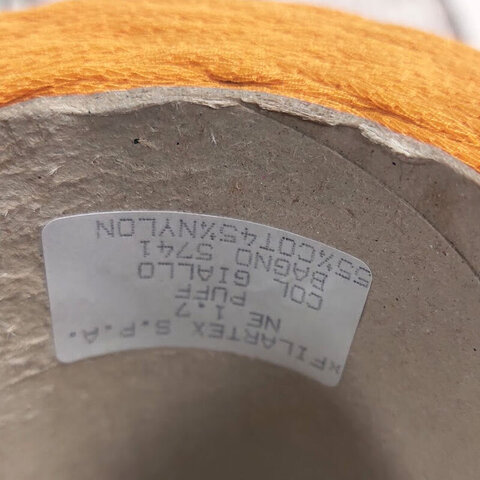 *FILARTEX S.P.A.
NE 1.7
PUFF
COL GIALLO
BAGNO 5741
55%COT45%NYLON